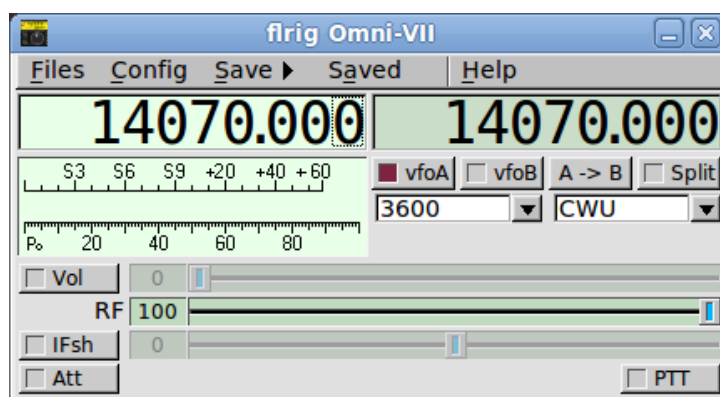 flrig Omni-VII
Files Config Save Saved Help
14070.000 14070.000
S3 S6 S9 +20 +40 +60
vfoA vfoB A -> B Split
3600 CWU
Po 20 40 60 80
Vol 0
RF 100
IFsh 0
Att PTT